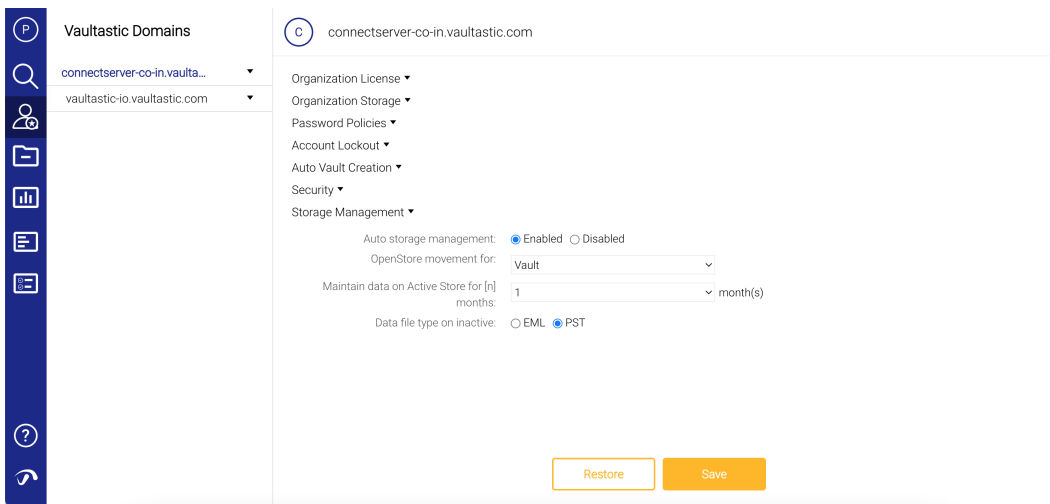 P
Vaultastic Domains
C
connectserver-co-in.vaultastic.com
connectserver-co-in.vaulta...
vaultastic-io.vaultastic.com
Organization License
Organization Storage
Password Policies
Account Lockout
Auto Vault Creation
Security
Storage Management
Auto storage management: Enabled Disabled
OpenStore movement for: Vault
Maintain data on Active Store for [n]
months: 1 month(s)
Data file type on inactive: EML PST
?
Restore Save